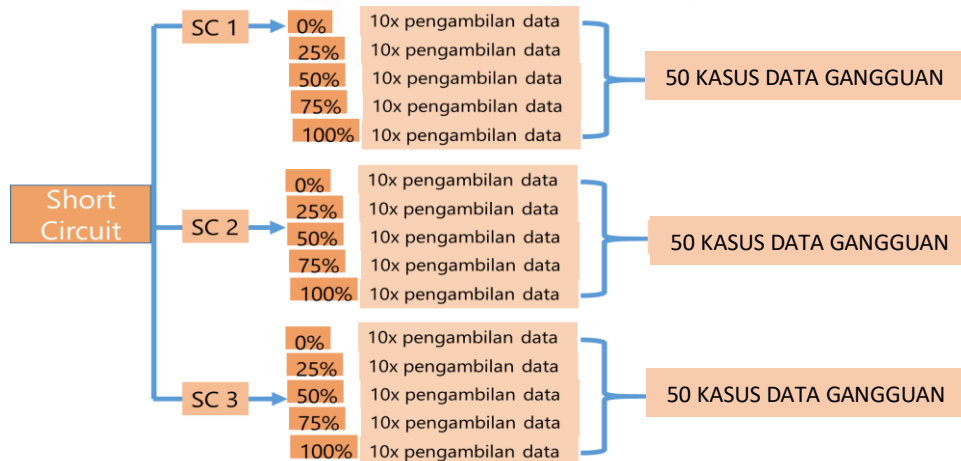 Short
Circuit
SC 1
0% 10x pengambilan data
25% 10x pengambilan data
50% 10x pengambilan data
75% 10x pengambilan data
100% 10x pengambilan data
50 KASUS DATA GANGGUAN
SC 2
0% 10x pengambilan data
25% 10x pengambilan data
50% 10x pengambilan data
75% 10x pengambilan data
100% 10x pengambilan data
50 KASUS DATA GANGGUAN
SC 3
0% 10x pengambilan data
25% 10x pengambilan data
50% 10x pengambilan data
75% 10x pengambilan data
100% 10x pengambilan data
50 KASUS DATA GANGGUAN